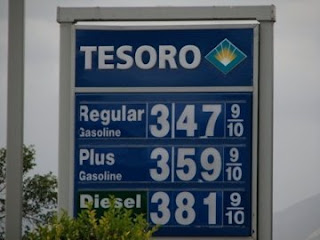 TESORO
Regular 3 47 9/10
Gasoline
Plus 3 59 9/10
Gasoline
Diesel 3 81 9/10